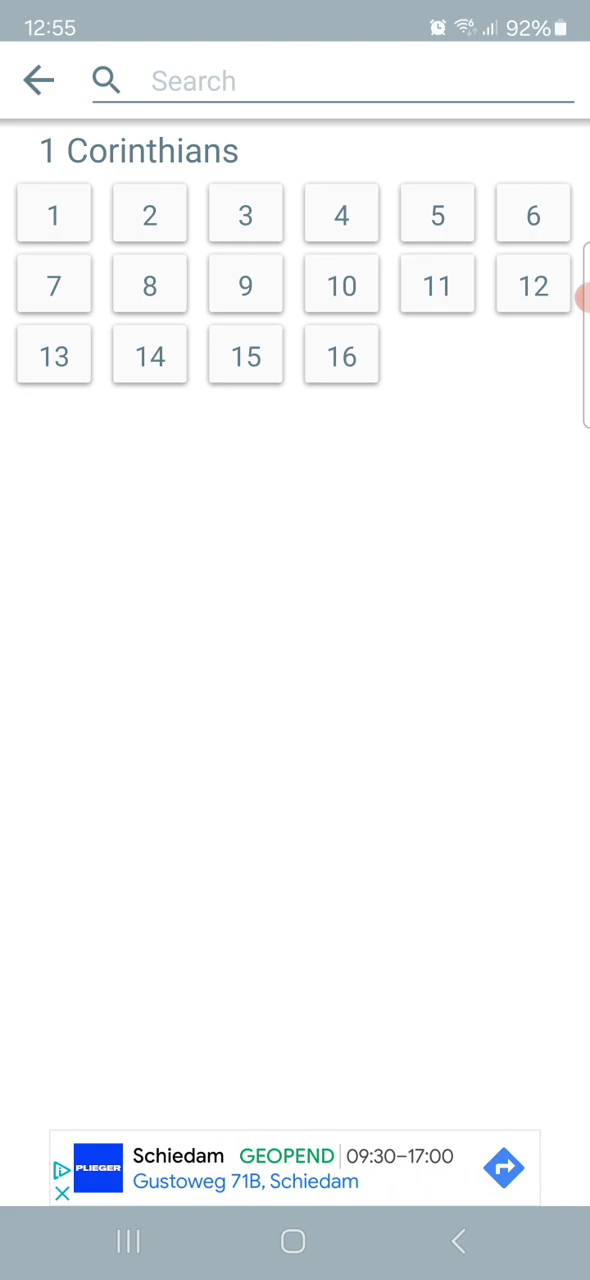 12:55 92%
Search
1 Corinthians
1 2 3 4 5 6
7 8 9 10 11 12
13 14 15 16
Schiedam GEOPEND 09:30–17:00
PLIEGER
Gustoweg 71B, Schiedam